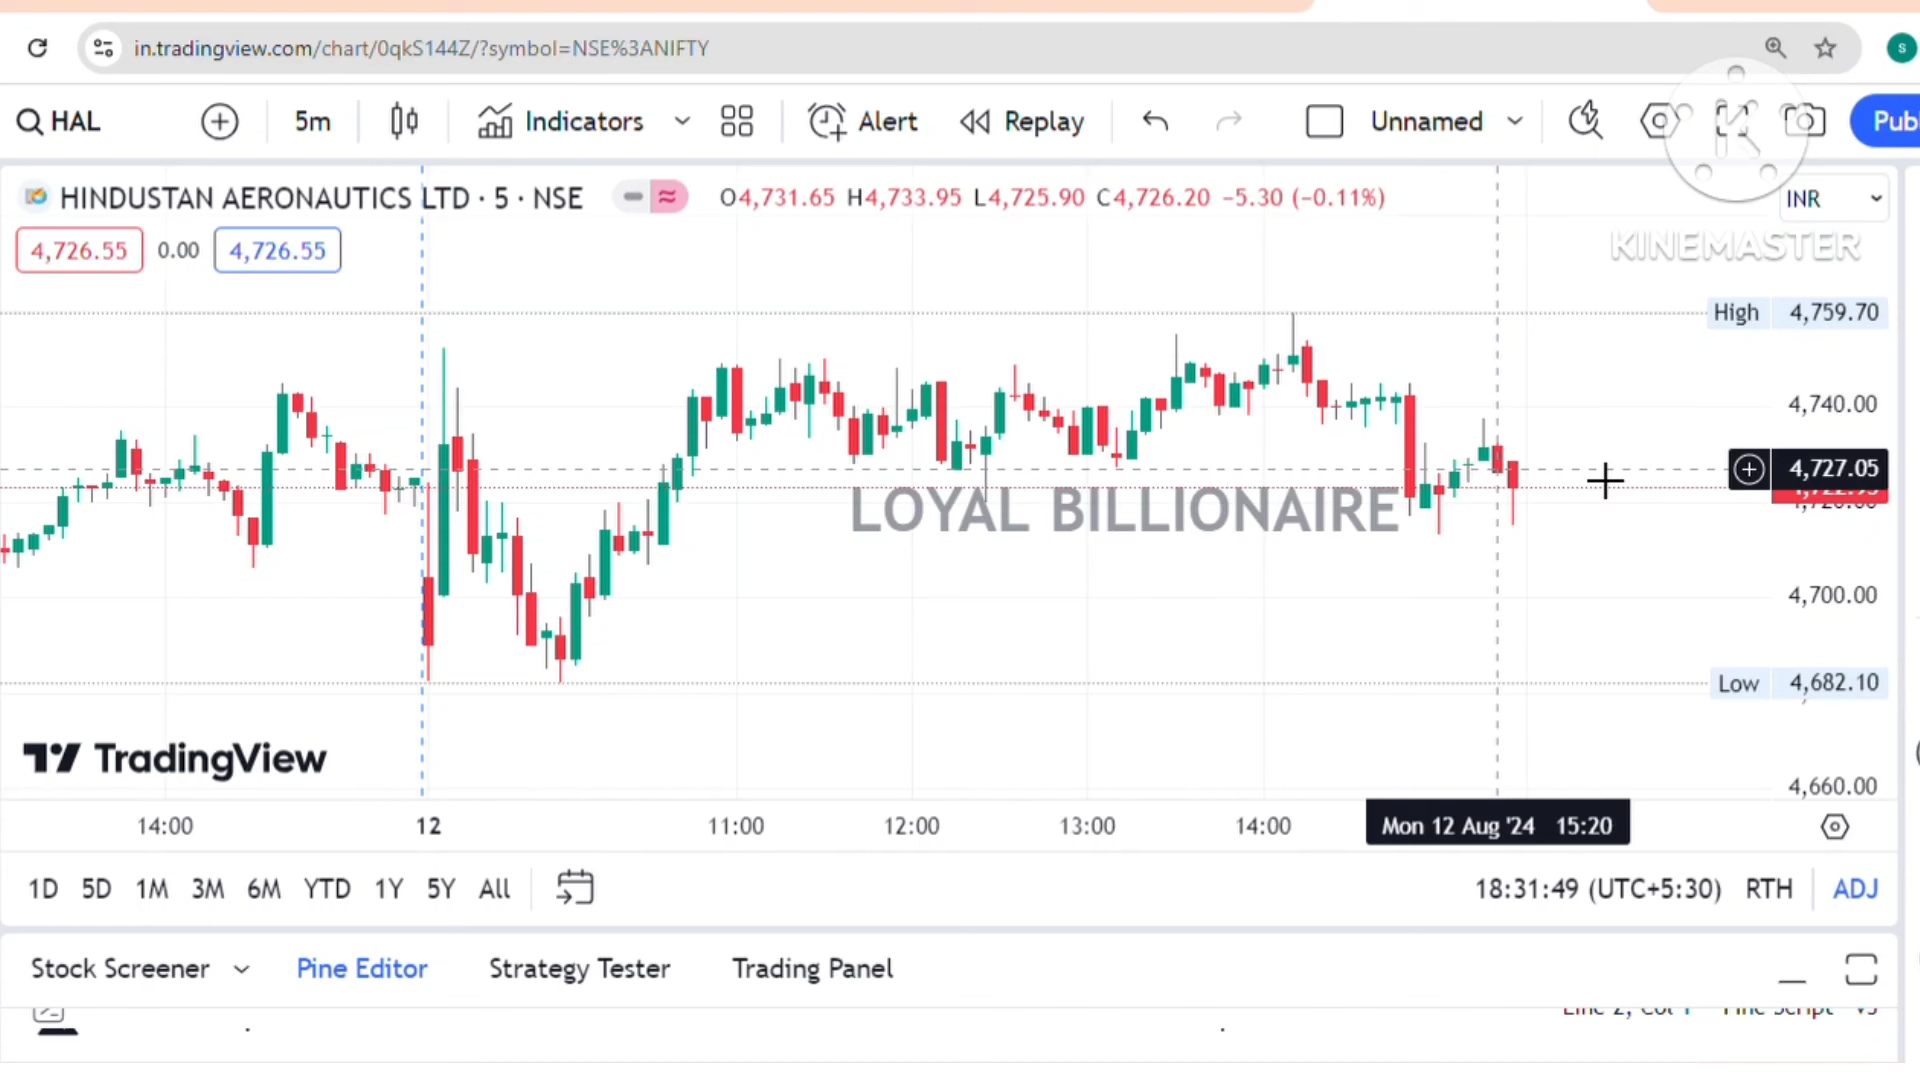 in.tradingview.com/chart/0qkS144Z/?symbol=NSE%3ANIFTY
S
HAL
5m
Indicators
Alert
Replay
Unnamed
Pub
HINDUSTAN AERONAUTICS LTD · 5 · NSE
O4,731.65 H4,733.95 L4,725.90 C4,726.20 −5.30 (−0.11%)
INR
4,726.55 0.00 4,726.55
KINEMASTER
High 4,759.70
4,740.00
4,727.05
LOYAL BILLIONAIRE
4,700.00
Low 4,682.10
TradingView
4,660.00
14:00 12 11:00 12:00 13:00 14:00 Mon 12 Aug '24 15:20
1D 5D 1M 3M 6M YTD 1Y 5Y All
18:31:49 (UTC+5:30) RTH ADJ
Stock Screener Pine Editor Strategy Tester Trading Panel